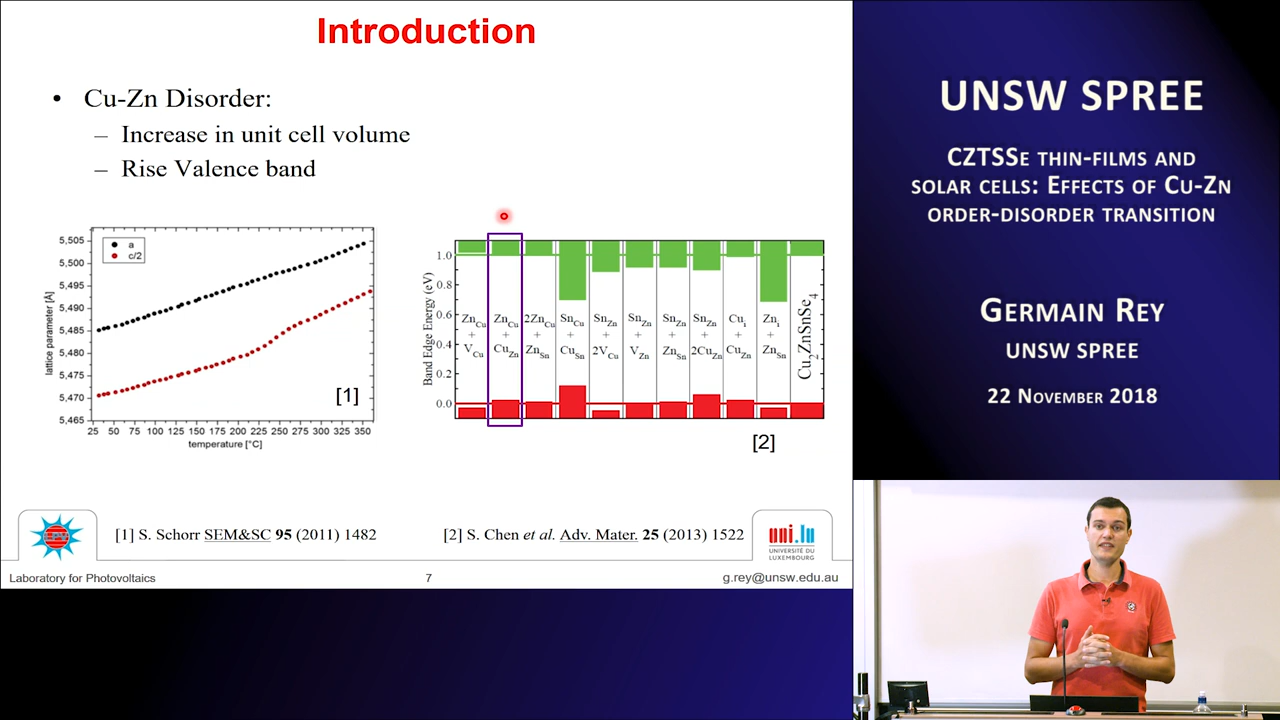 Introduction
• Cu-Zn Disorder:
– Increase in unit cell volume
– Rise Valence band
lattice parameter [Å]
5,505
5,500
5,495
5,490
5,485
5,480
5,475
5,470
5,465
a
c/2
[1]
25 50 75 100 125 150 175 200 225 250 275 300 325 350
temperature [°C]
Band Edge Energy (eV)
1.0
0.8
0.6
0.4
0.2
0.0
Zn_Cu + V_Cu
Zn_Cu + Cu_Zn
2Zn_Cu + Zn_Sn
Sn_Cu + Cu_Sn
Sn_Zn + 2V_Cu
Sn_Zn + V_Zn
Sn_Zn + Zn_Sn
Sn_Zn + 2Cu_Zn
Cu_i + Cu_Zn
Zn_i + Zn_Sn
Cu2ZnSnSe4
[2]
[1] S. Schorr SEM&SC 95 (2011) 1482
[2] S. Chen et al. Adv. Mater. 25 (2013) 1522
uni.lu
UNIVERSITÉ DU
LUXEMBOURG
Laboratory for Photovoltaics
7
g.rey@unsw.edu.au
UNSW SPREE
CZTSSe thin-films and
solar cells: Effects of Cu-Zn
order-disorder transition
Germain Rey
UNSW SPREE
22 November 2018